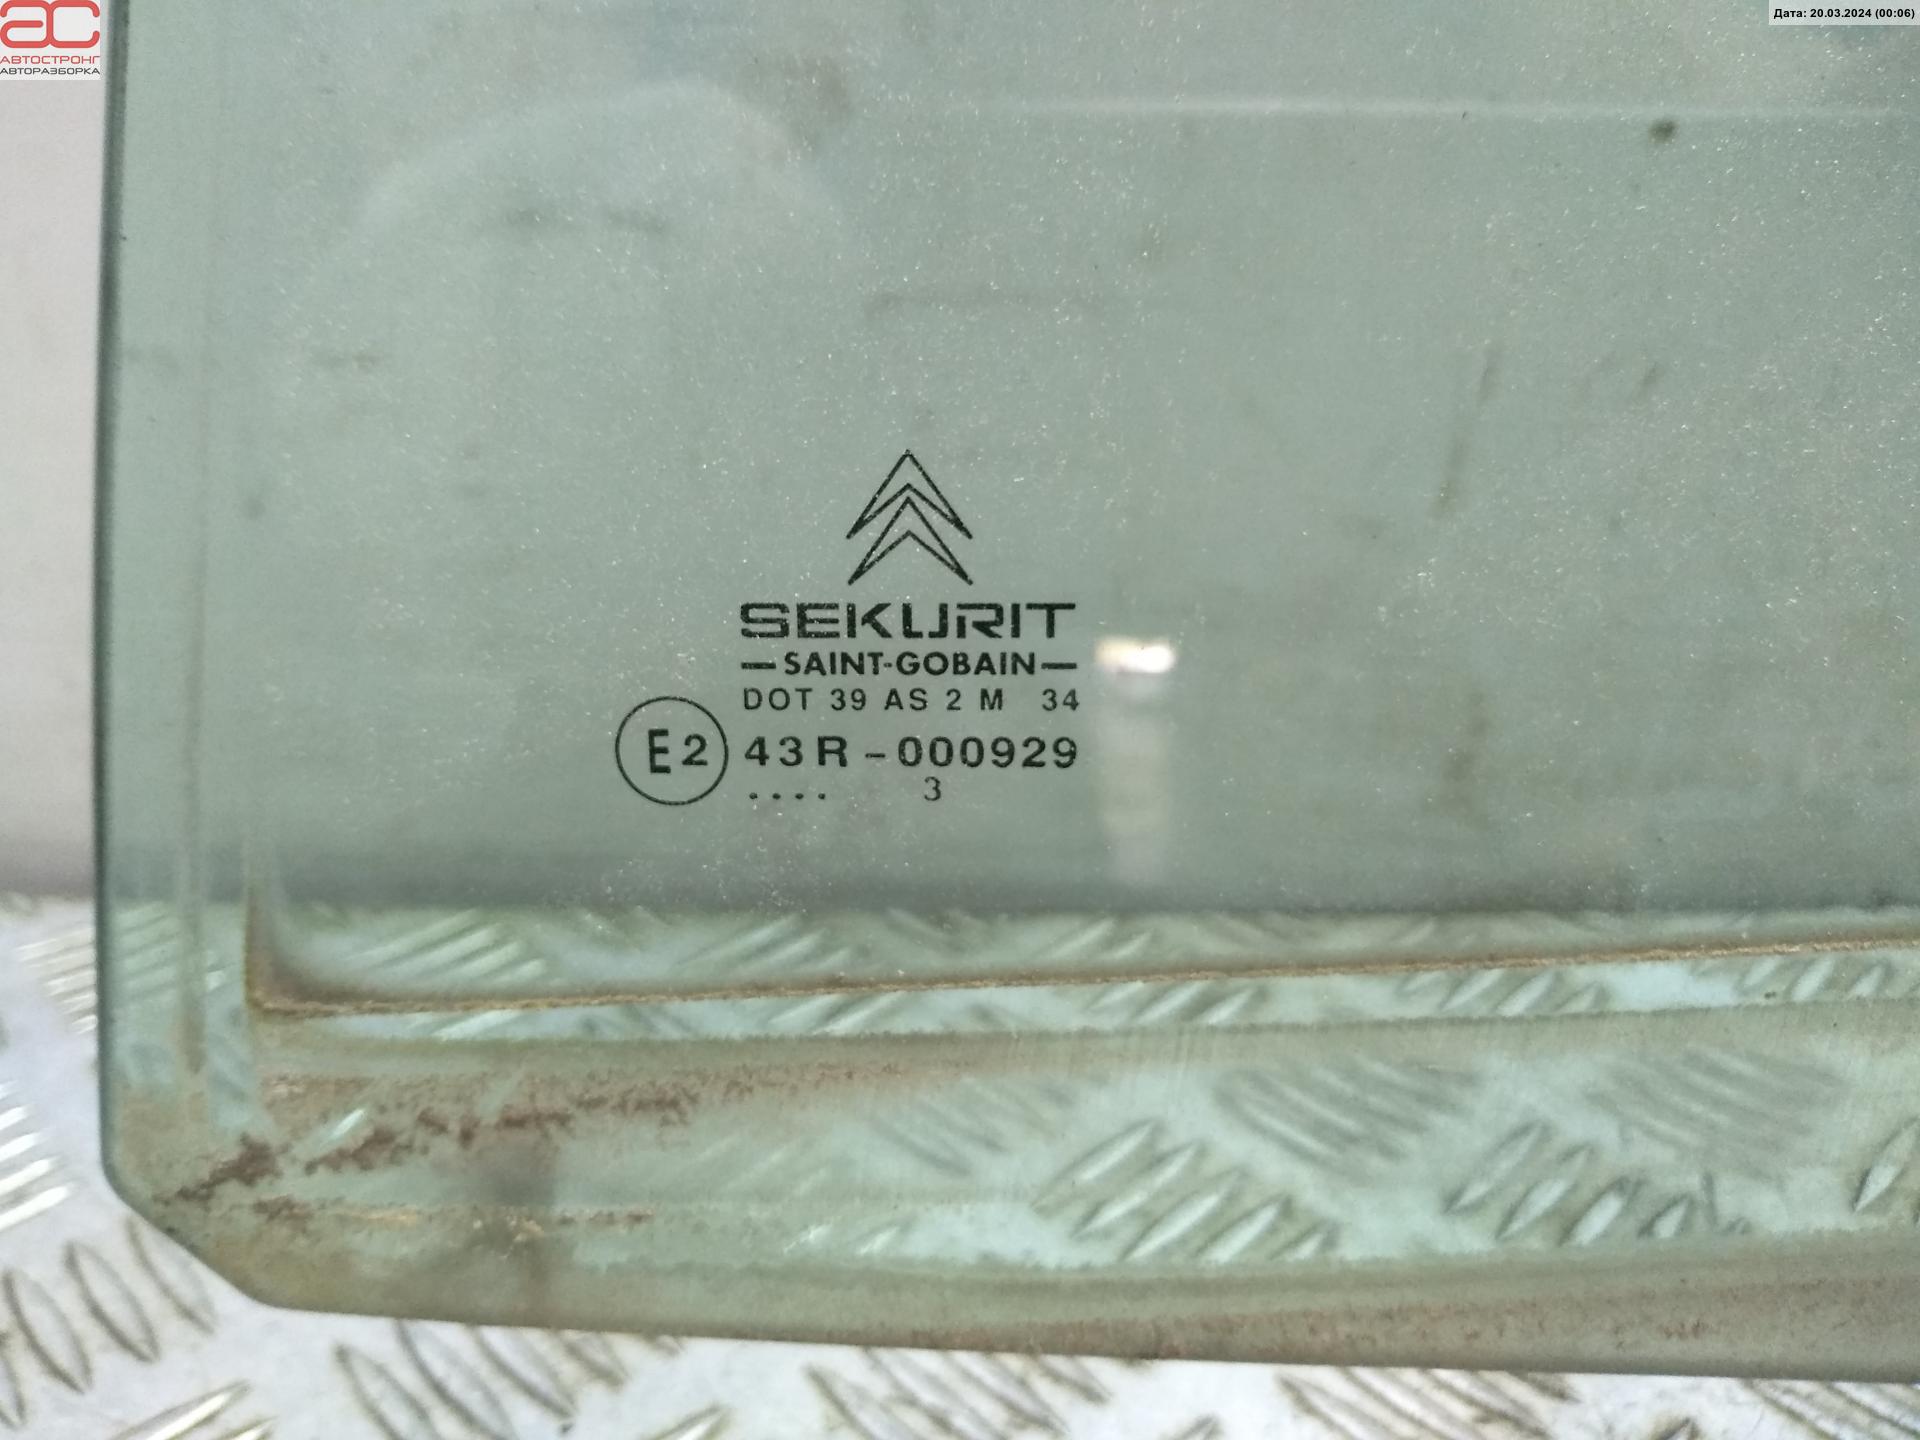 ас
АВТОСТРОНГ
АВТОРАЗБОРКА
Дата: 20.03.2024 (00:06)
SEKURIT
—SAINT-GOBAIN—
DOT 39 AS 2 M 34
E2 43R-000929
.... 3